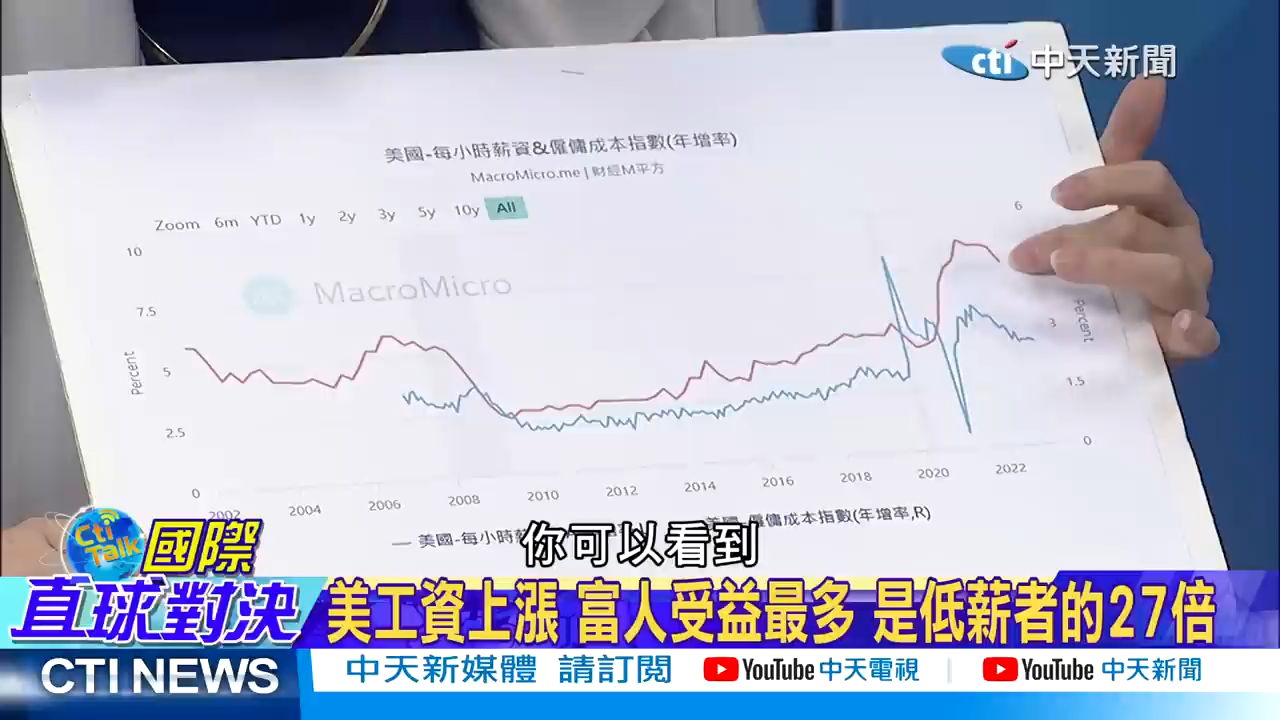 cti 中天新聞
美國-每小時薪資&僱傭成本指數(年增率)
MacroMicro.me | 財經M平方
Zoom 6m YTD 1y 2y 3y 5y 10y All
MacroMicro
10
7.5
5
2.5
0
Percent
6
3
1.5
0
Percent
2002 2004 2006 2008 2010 2012 2014 2016 2018 2020 2022
美國-每小時薪 僱傭成本指數(年增率,R)
你可以看到
Cti Talk 國際
直球對決
美工資上漲 富人受益最多 是低薪者的27倍
CTI NEWS
中天新媒體 請訂閱 YouTube 中天電視 | YouTube 中天新聞